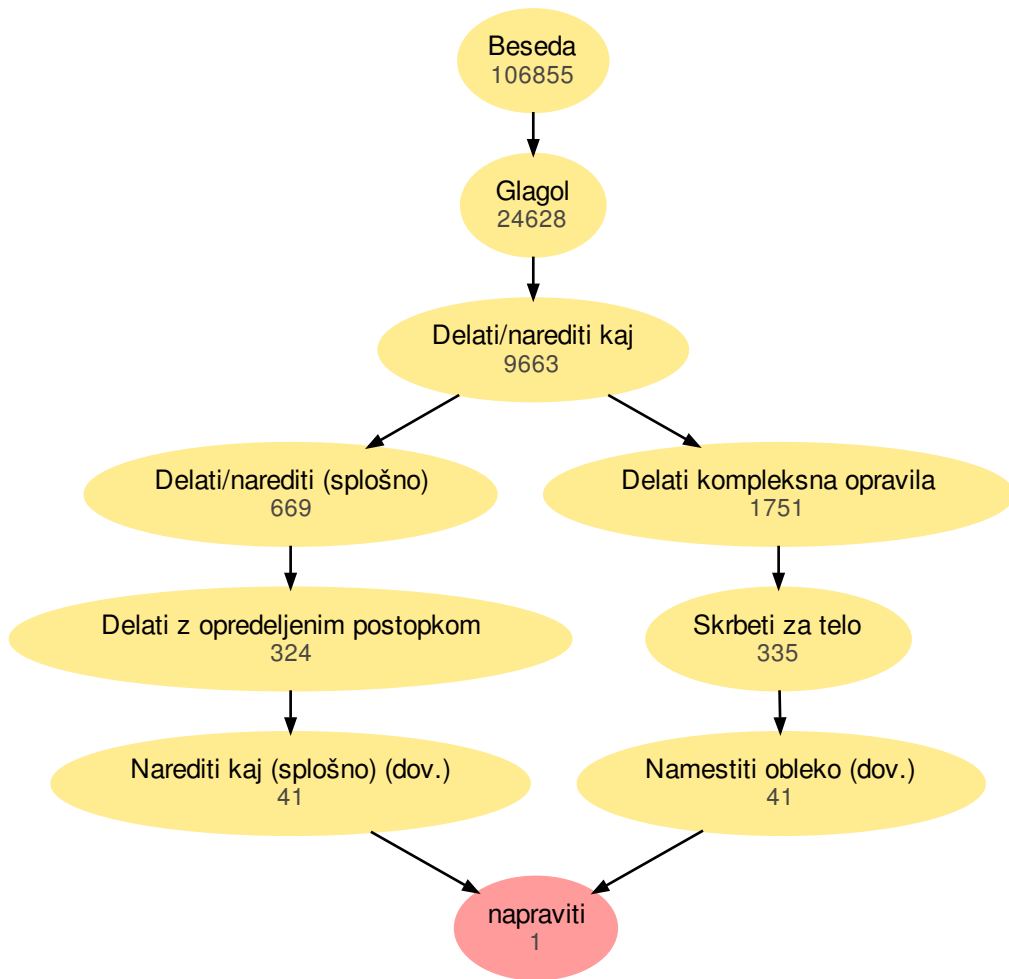 Beseda
106855
Glagol
24628
Delati/narediti kaj
9663
Delati/narediti (splošno)
669
Delati kompleksna opravila
1751
Delati z opredeljenim postopkom
324
Skrbeti za telo
335
Narediti kaj (splošno) (dov.)
41
Namestiti obleko (dov.)
41
napraviti
1